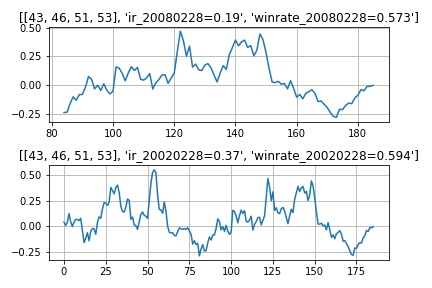 [[43, 46, 51, 53], 'ir_20080228=0.19', 'winrate_20080228=0.573']
0.50
0.25
0.00
−0.25
80 100 120 140 160 180
[[43, 46, 51, 53], 'ir_20020228=0.37', 'winrate_20020228=0.594']
0.50
0.25
0.00
−0.25
0 25 50 75 100 125 150 175